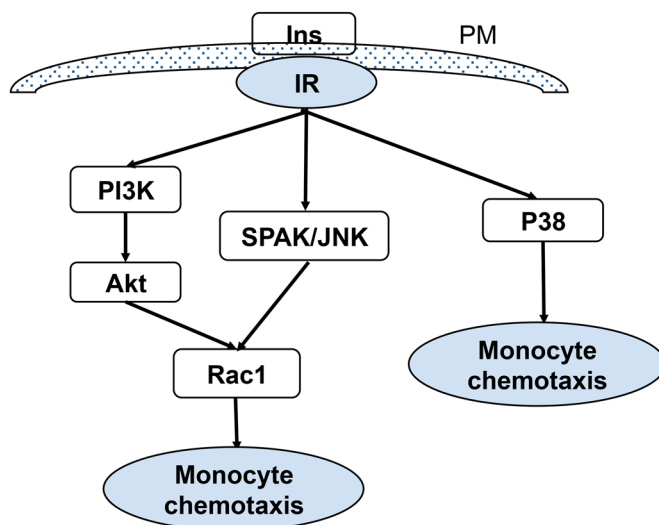 Ins
PM
IR
PI3K
SPAK/JNK
P38
Akt
Rac1
Monocyte
chemotaxis
Monocyte
chemotaxis